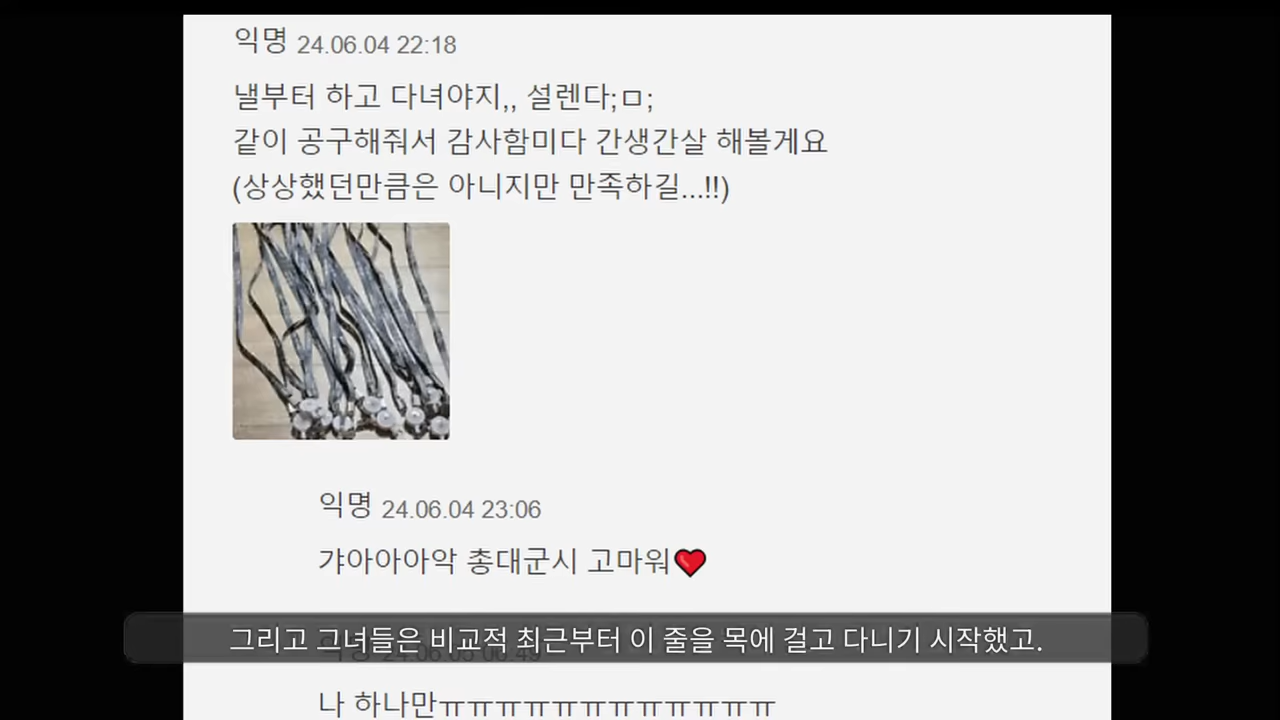 익명 24.06.04 22:18
낼부터 하고 다녀야지,, 설렌다;ㅁ;
같이 공구해줘서 감사함미다 간생간살 해볼게요
(상상했던만큼은 아니지만 만족하길...!!)
익명 24.06.04 23:06
갸아아아악 총대군시 고마워❤️
그리고 그녀들은 비교적 최근부터 이 줄을 목에 걸고 다니기 시작했고.
나 하나만ㅠㅠㅠㅠㅠㅠㅠㅠㅠㅠㅠㅠ